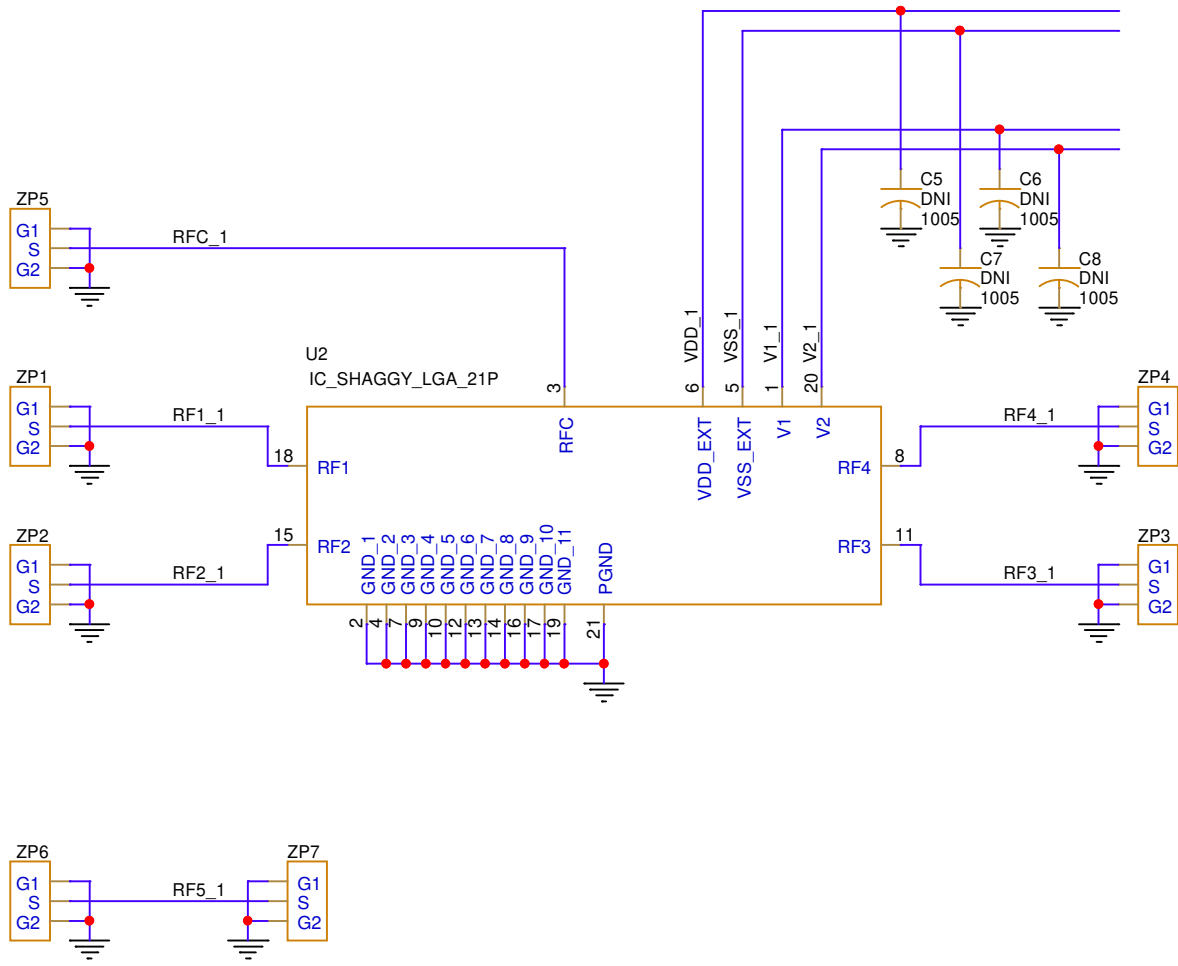 C5
DNI
1005
C6
DNI
1005
ZP5
G1
S
G2
RFC_1
C7
DNI
1005
C8
DNI
1005
VDD_1
VSS_1
V1_1
V2_1
U2
IC_SHAGGY_LGA_21P
3
6
5
1
20
RFC
VDD_EXT
VSS_EXT
V1
V2
ZP1
G1
S
G2
RF1_1
18
RF1
RF4
8
RF4_1
ZP4
G1
S
G2
ZP2
G1
S
G2
RF2_1
15
RF2
RF3
11
RF3_1
ZP3
G1
S
G2
GND_1
GND_2
GND_3
GND_4
GND_5
GND_6
GND_7
GND_8
GND_9
GND_10
GND_11
PGND
2
4
7
9
10
12
13
14
16
17
19
21
ZP6
G1
S
G2
RF5_1
ZP7
G1
S
G2